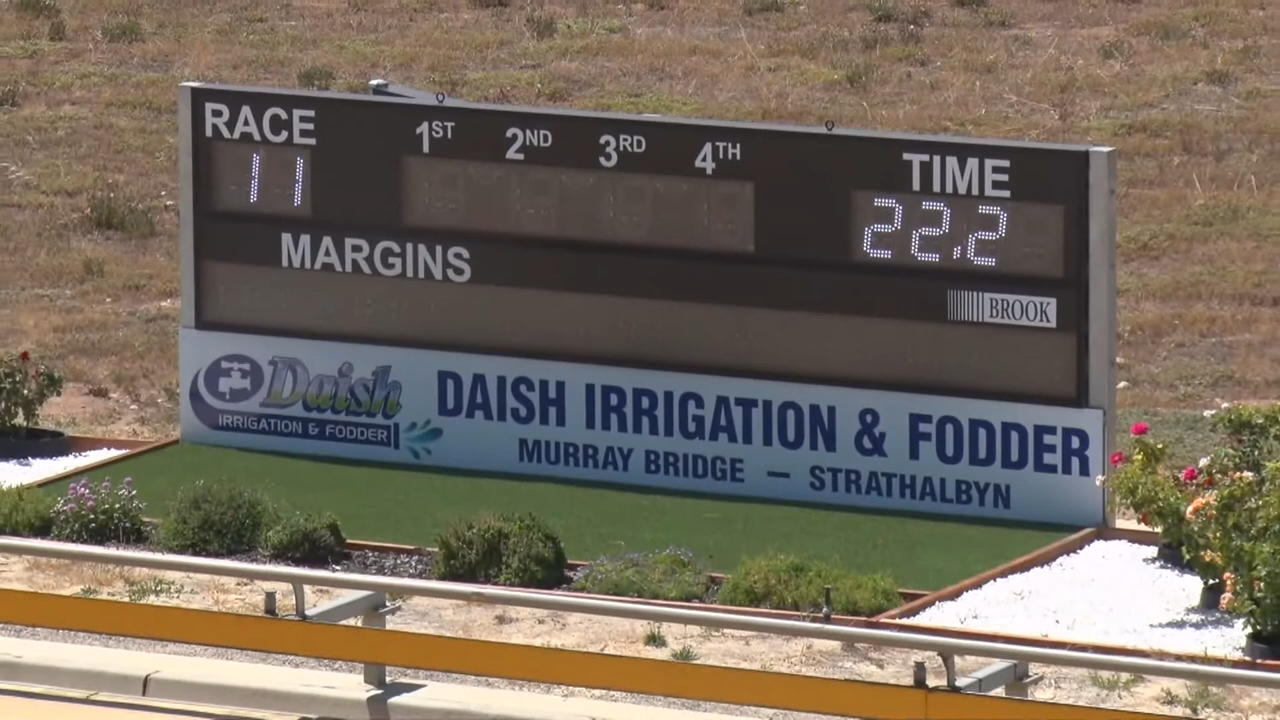 RACE 1ST 2ND 3RD 4TH TIME
11 22.2
MARGINS
BROOK
Daish
IRRIGATION & FODDER
DAISH IRRIGATION & FODDER
MURRAY BRIDGE – STRATHALBYN